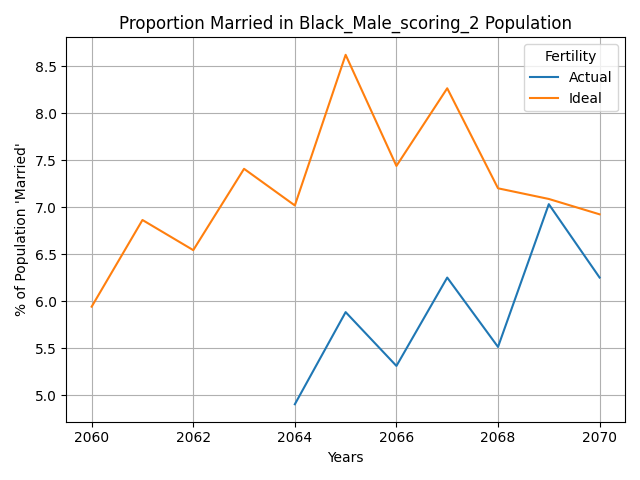 Proportion Married in Black_Male_scoring_2 Population
Fertility
Actual
Ideal
% of Population 'Married'
8.5
8.0
7.5
7.0
6.5
6.0
5.5
5.0
2060
2062
2064
2066
2068
2070
Years